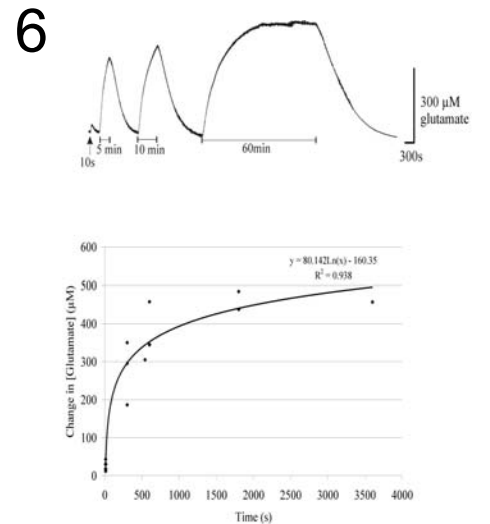 6
300 µM
glutamate
5 min
10 min
60min
300s
10s
600
y = 80.142Ln(x) - 160.35
R² = 0.938
500
400
300
200
100
0
Change in [Glutamate] (µM)
0 500 1000 1500 2000 2500 3000 3500 4000
Time (s)